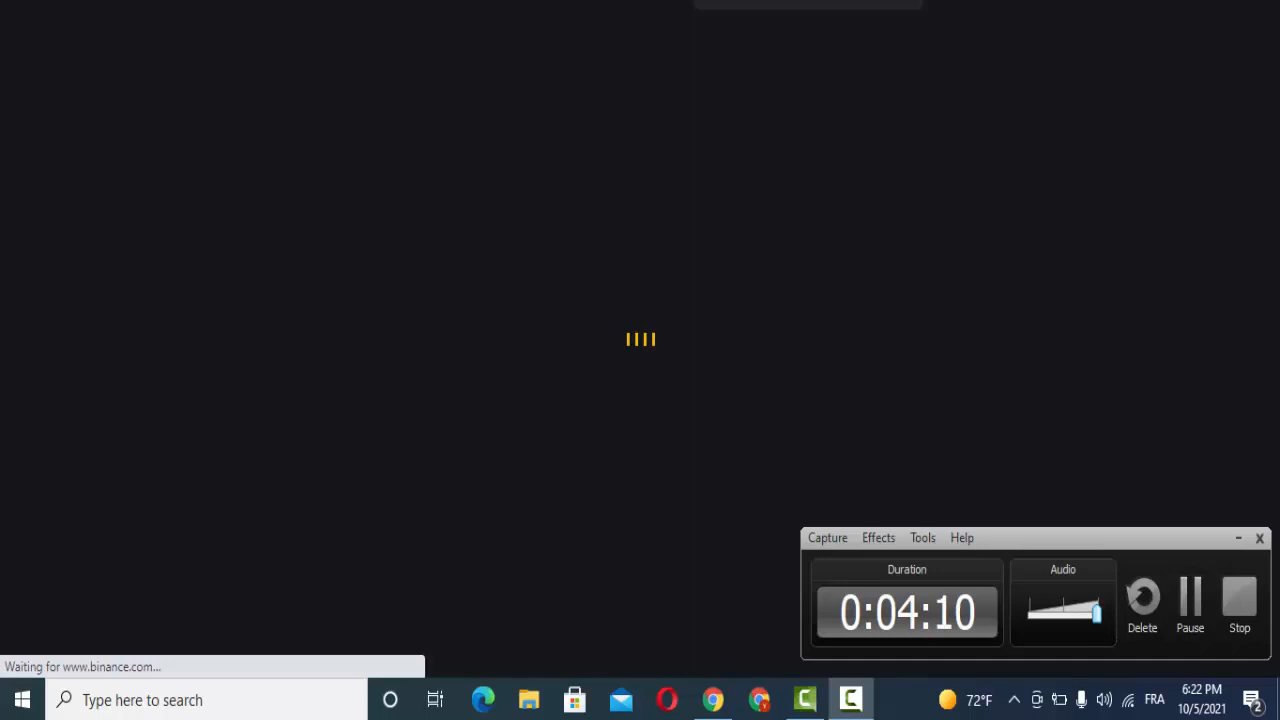 Capture Effects Tools Help
Duration Audio
0:04:10
Delete Pause Stop
Waiting for www.binance.com...
Type here to search
72°F FRA 6:22 PM
10/5/2021
2